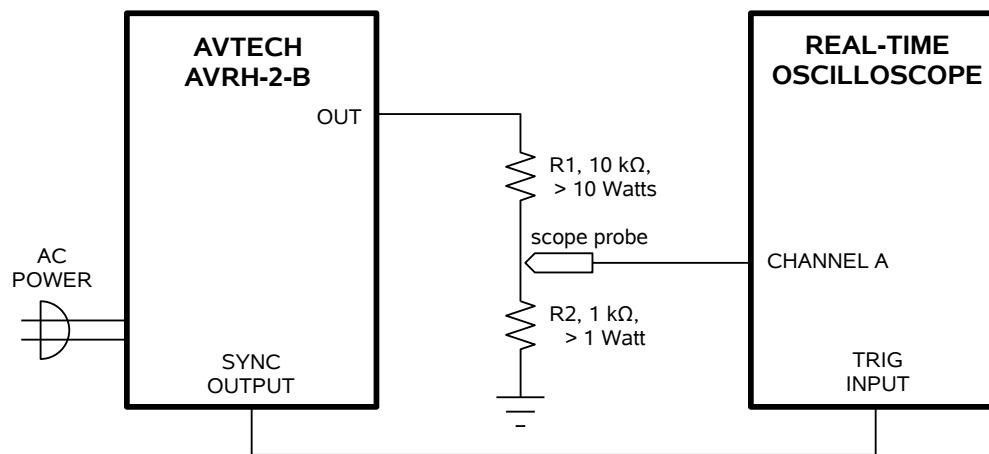 AVTECH
AVRH-2-B
OUT
REAL-TIME
OSCILLOSCOPE
R1, 10 kΩ,
> 10 Watts
scope probe
CHANNEL A
AC
POWER
R2, 1 kΩ,
> 1 Watt
SYNC
OUTPUT
TRIG
INPUT